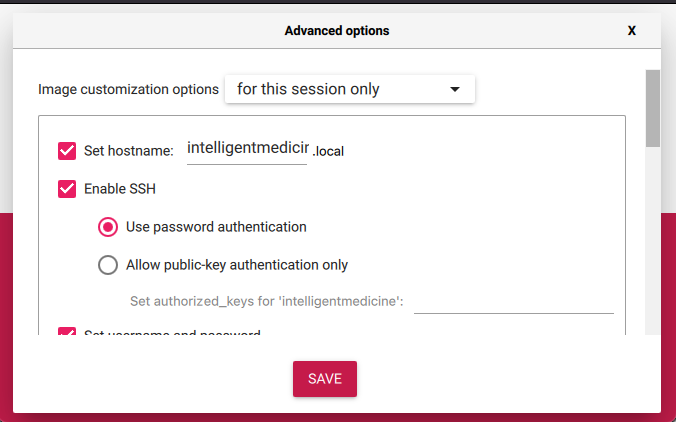 Advanced options X
Image customization options for this session only
Set hostname: intelligentmedicin .local
Enable SSH
Use password authentication
Allow public-key authentication only
Set authorized_keys for 'intelligentmedicine':
Set username and password
SAVE